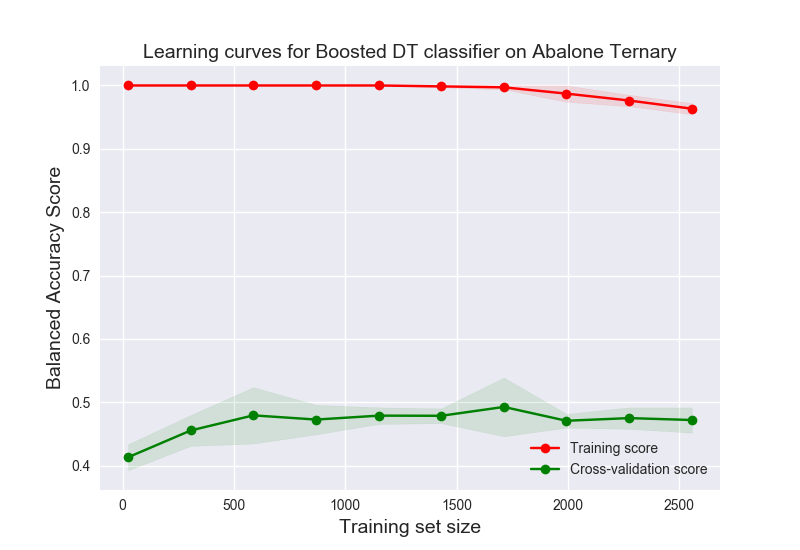 Learning curves for Boosted DT classifier on Abalone Ternary
Balanced Accuracy Score
1.0
0.9
0.8
0.7
0.6
0.5
0.4
Training score
Cross-validation score
0 500 1000 1500 2000 2500
Training set size